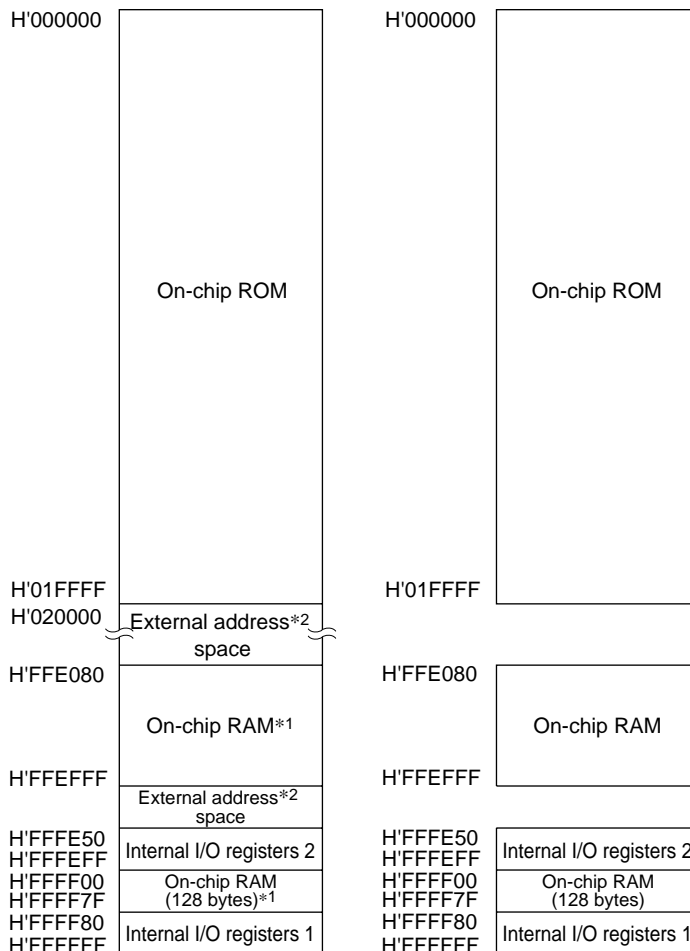 H'000000
On-chip ROM
H'01FFFF
H'020000
External address*2
space
H'FFE080
On-chip RAM*1
H'FFEFFF
External address*2
space
H'FFFE50
H'FFFEFF
Internal I/O registers 2
H'FFFF00
H'FFFF7F
On-chip RAM
(128 bytes)*1
H'FFFF80
H'FFFFFF
Internal I/O registers 1
H'000000
On-chip ROM
H'01FFFF
H'FFE080
On-chip RAM
H'FFEFFF
H'FFFE50
H'FFFEFF
Internal I/O registers 2
H'FFFF00
H'FFFF7F
On-chip RAM
(128 bytes)
H'FFFF80
H'FFFFFF
Internal I/O registers 1